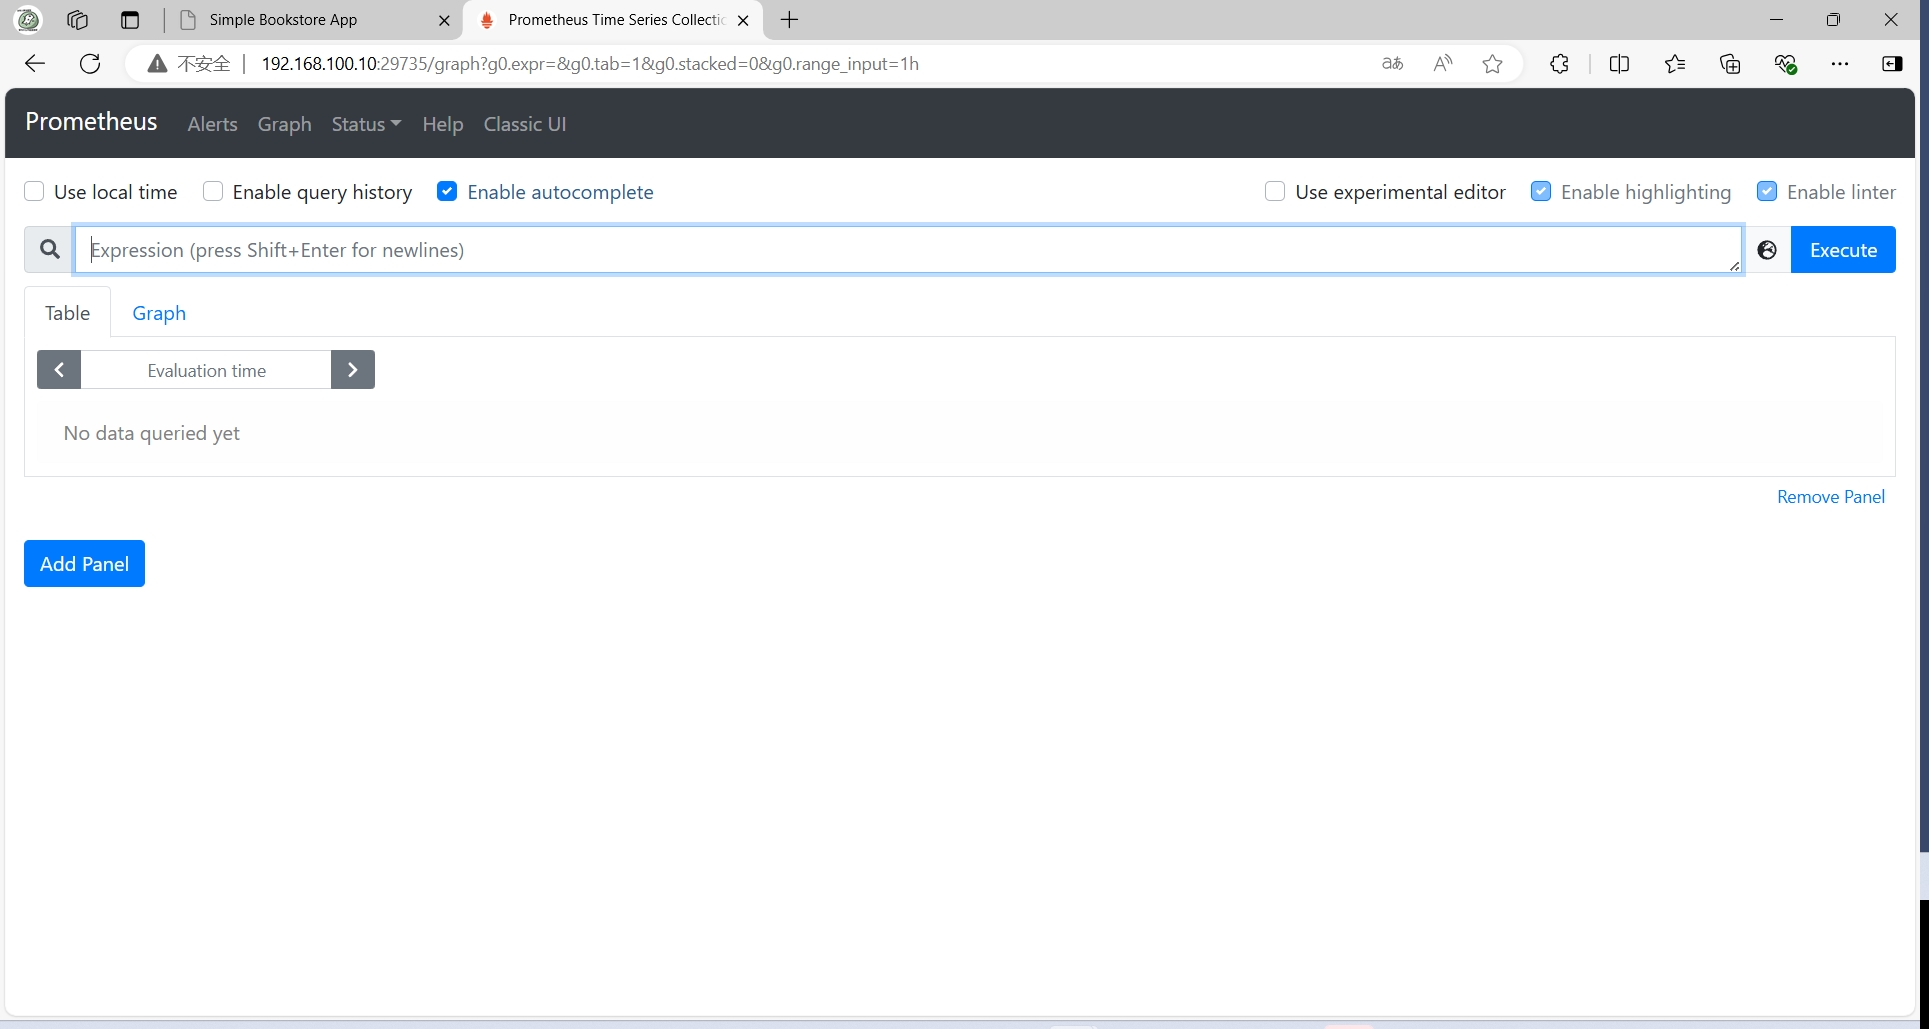 Simple Bookstore App
Prometheus Time Series Collectic
不安全 192.168.100.10:29735/graph?g0.expr=&g0.tab=1&g0.stacked=0&g0.range_input=1h aあ A
Prometheus Alerts Graph Status Help Classic UI
Use local time Enable query history Enable autocomplete Use experimental editor Enable highlighting Enable linter
Expression (press Shift+Enter for newlines) Execute
Table Graph
Evaluation time
No data queried yet
Remove Panel
Add Panel